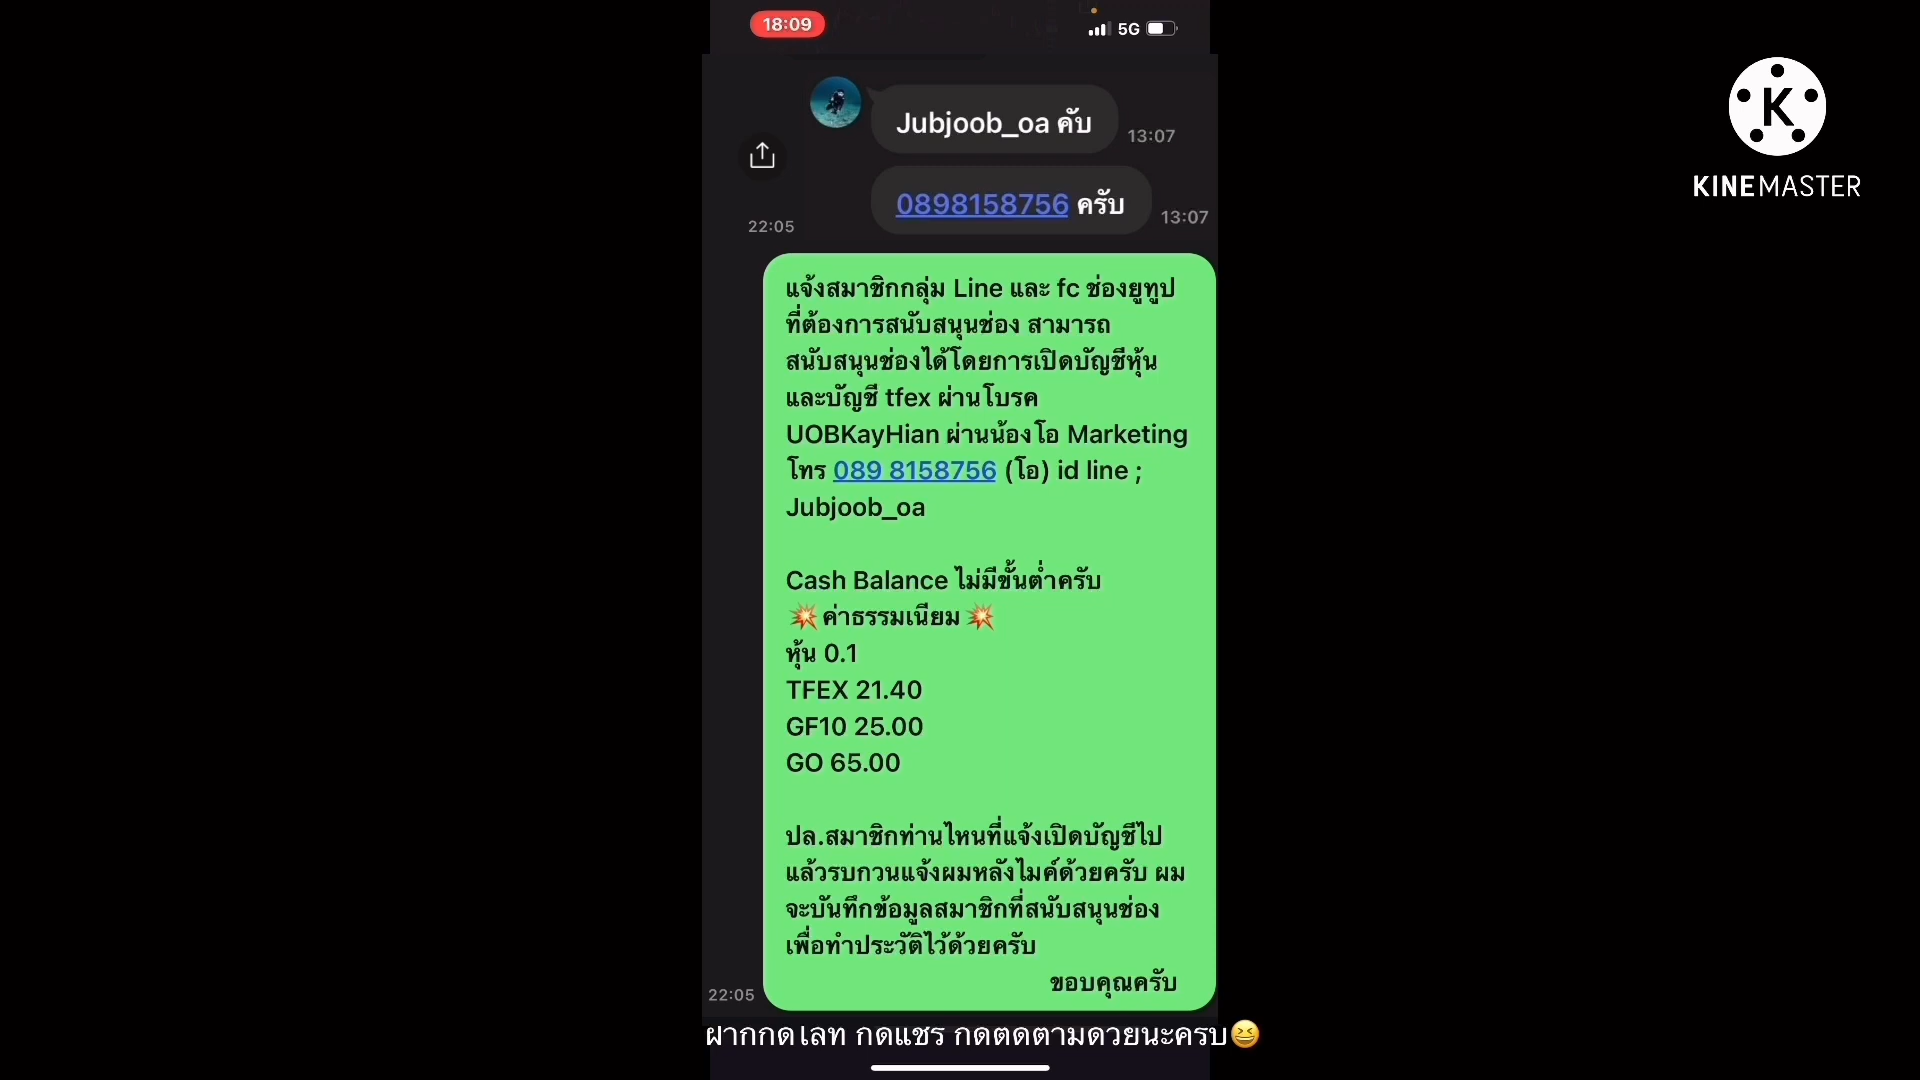 18:09
5G
K
KINEMASTER
Jubjoob_oa คับ
13:07
0898158756 ครับ
13:07
22:05
แจ้งสมาชิกกลุ่ม Line และ fc ช่องยูทูป
ที่ต้องการสนับสนุนช่อง สามารถ
สนับสนุนช่องได้โดยการเปิดบัญชีหุ้น
และบัญชี tfex ผ่านโบรค
UOBKayHian ผ่านน้องโอ Marketing
โทร 089 8158756 (โอ) id line ;
Jubjoob_oa
Cash Balance ไม่มีขั้นต่ำครับ
💥ค่าธรรมเนียม💥
หุ้น 0.1
TFEX 21.40
GF10 25.00
GO 65.00
ปล.สมาชิกท่านไหนที่แจ้งเปิดบัญชีไป
แล้วรบกวนแจ้งผมหลังไมค์ด้วยครับ ผม
จะบันทึกข้อมูลสมาชิกที่สนับสนุนช่อง
เพื่อทำประวัติไว้ด้วยครับ
ขอบคุณครับ
22:05
ฝากกดไลท กดแชร กดตดตามดวยนะครบ😆